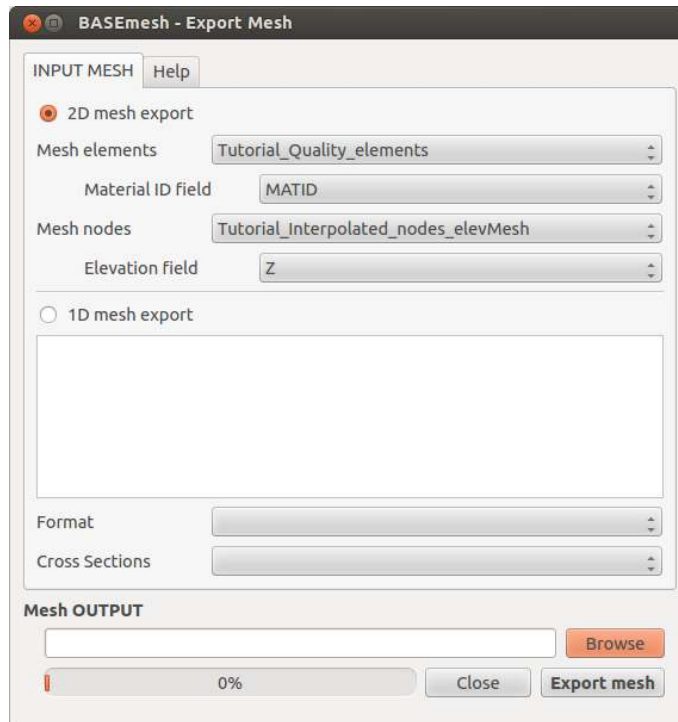 BASEmesh - Export Mesh
INPUT MESH Help
2D mesh export
Mesh elements Tutorial_Quality_elements
Material ID field MATID
Mesh nodes Tutorial_Interpolated_nodes_elevMesh
Elevation field Z
1D mesh export
Format
Cross Sections
Mesh OUTPUT
Browse
0% Close Export mesh